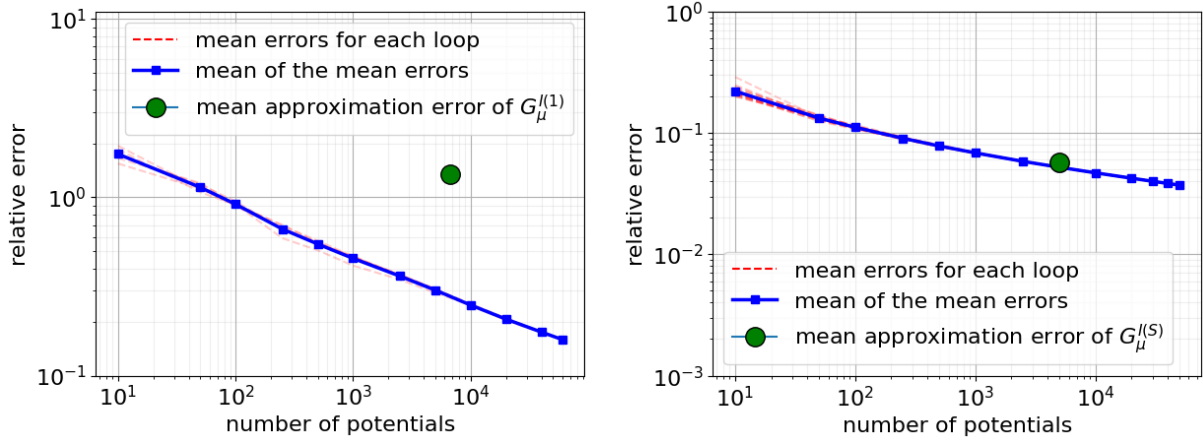 10^1
10^0
10^-1
relative error
mean errors for each loop
mean of the mean errors
mean approximation error of G_μ^{I(1)}
10^1
10^2
10^3
10^4
number of potentials
10^0
10^-1
10^-2
10^-3
relative error
mean errors for each loop
mean of the mean errors
mean approximation error of G_μ^{I(S)}
10^1
10^2
10^3
10^4
number of potentials